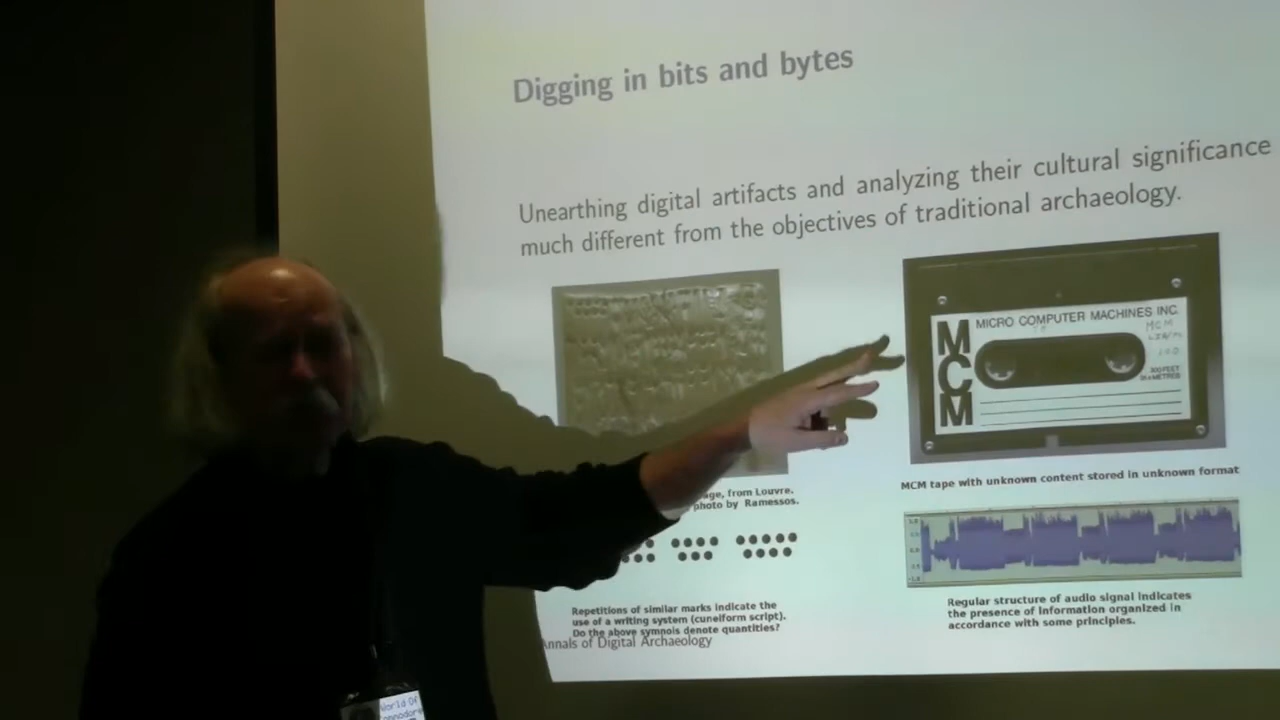 Digging in bits and bytes
Unearthing digital artifacts and analyzing their cultural significance
much different from the objectives of traditional archaeology.
MICRO COMPUTER MACHINES INC.
MCM
MCM
age, from Louvre.
photo by Ramessos.
MCM tape with unknown content stored in unknown format
Repetitions of similar marks indicate the
use of a writing system (cuneiform script).
Do the above symnols denote quantities?
Annals of Digital Archaeology
Regular structure of audio signal indicates
the presence of information organized in
accordance with some principles.
World Of